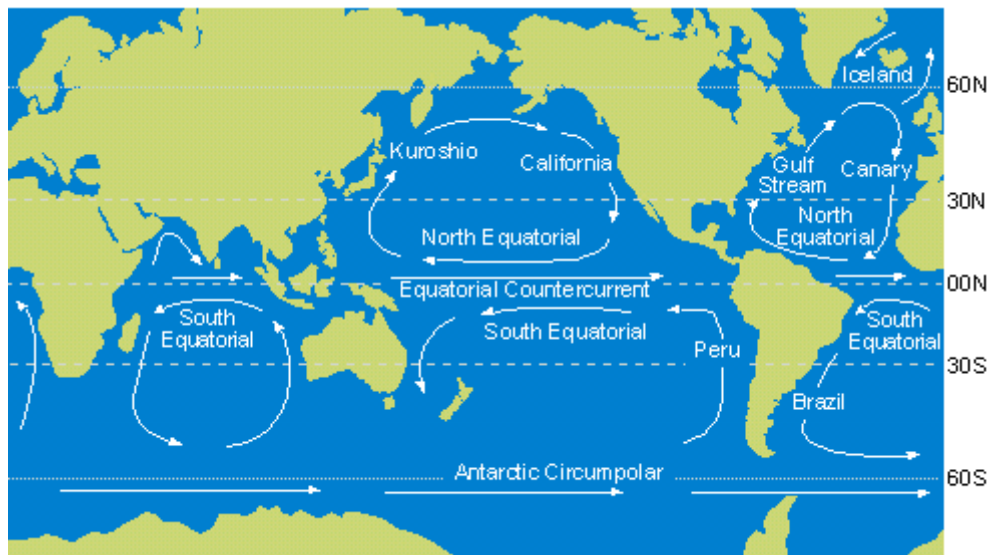 Iceland
60N
Kuroshio
California
Gulf
Stream
Canary
30N
North Equatorial
North
Equatorial
Equatorial Countercurrent
00N
South
Equatorial
South Equatorial
South
Equatorial
Peru
30S
Brazil
Antarctic Circumpolar
60S